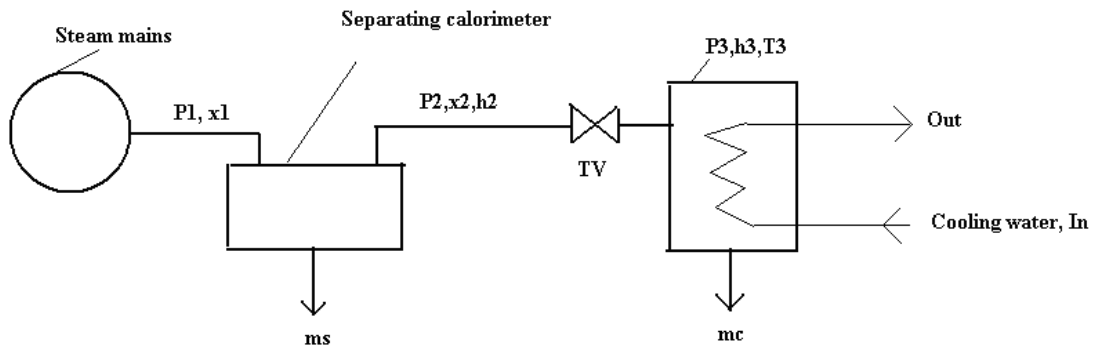 Separating calorimeter
Steam mains
P3,h3,T3
P1, x1
P2,x2,h2
Out
TV
Cooling water, In
ms
mc